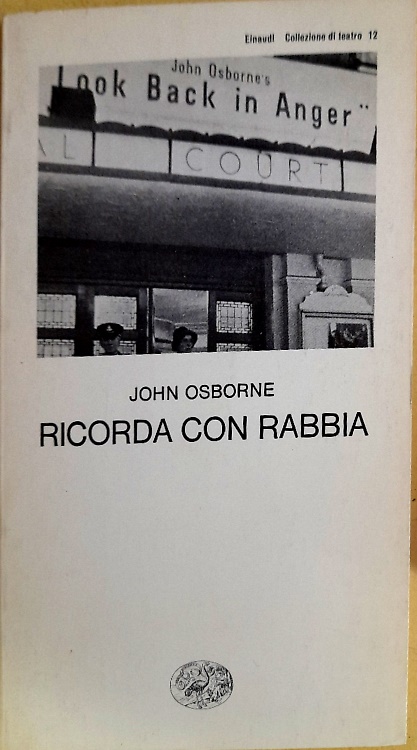 Einaudi Collezione di teatro 12
John Osborne's
Look Back in Anger"
AL COURT
JOHN OSBORNE
RICORDA CON RABBIA